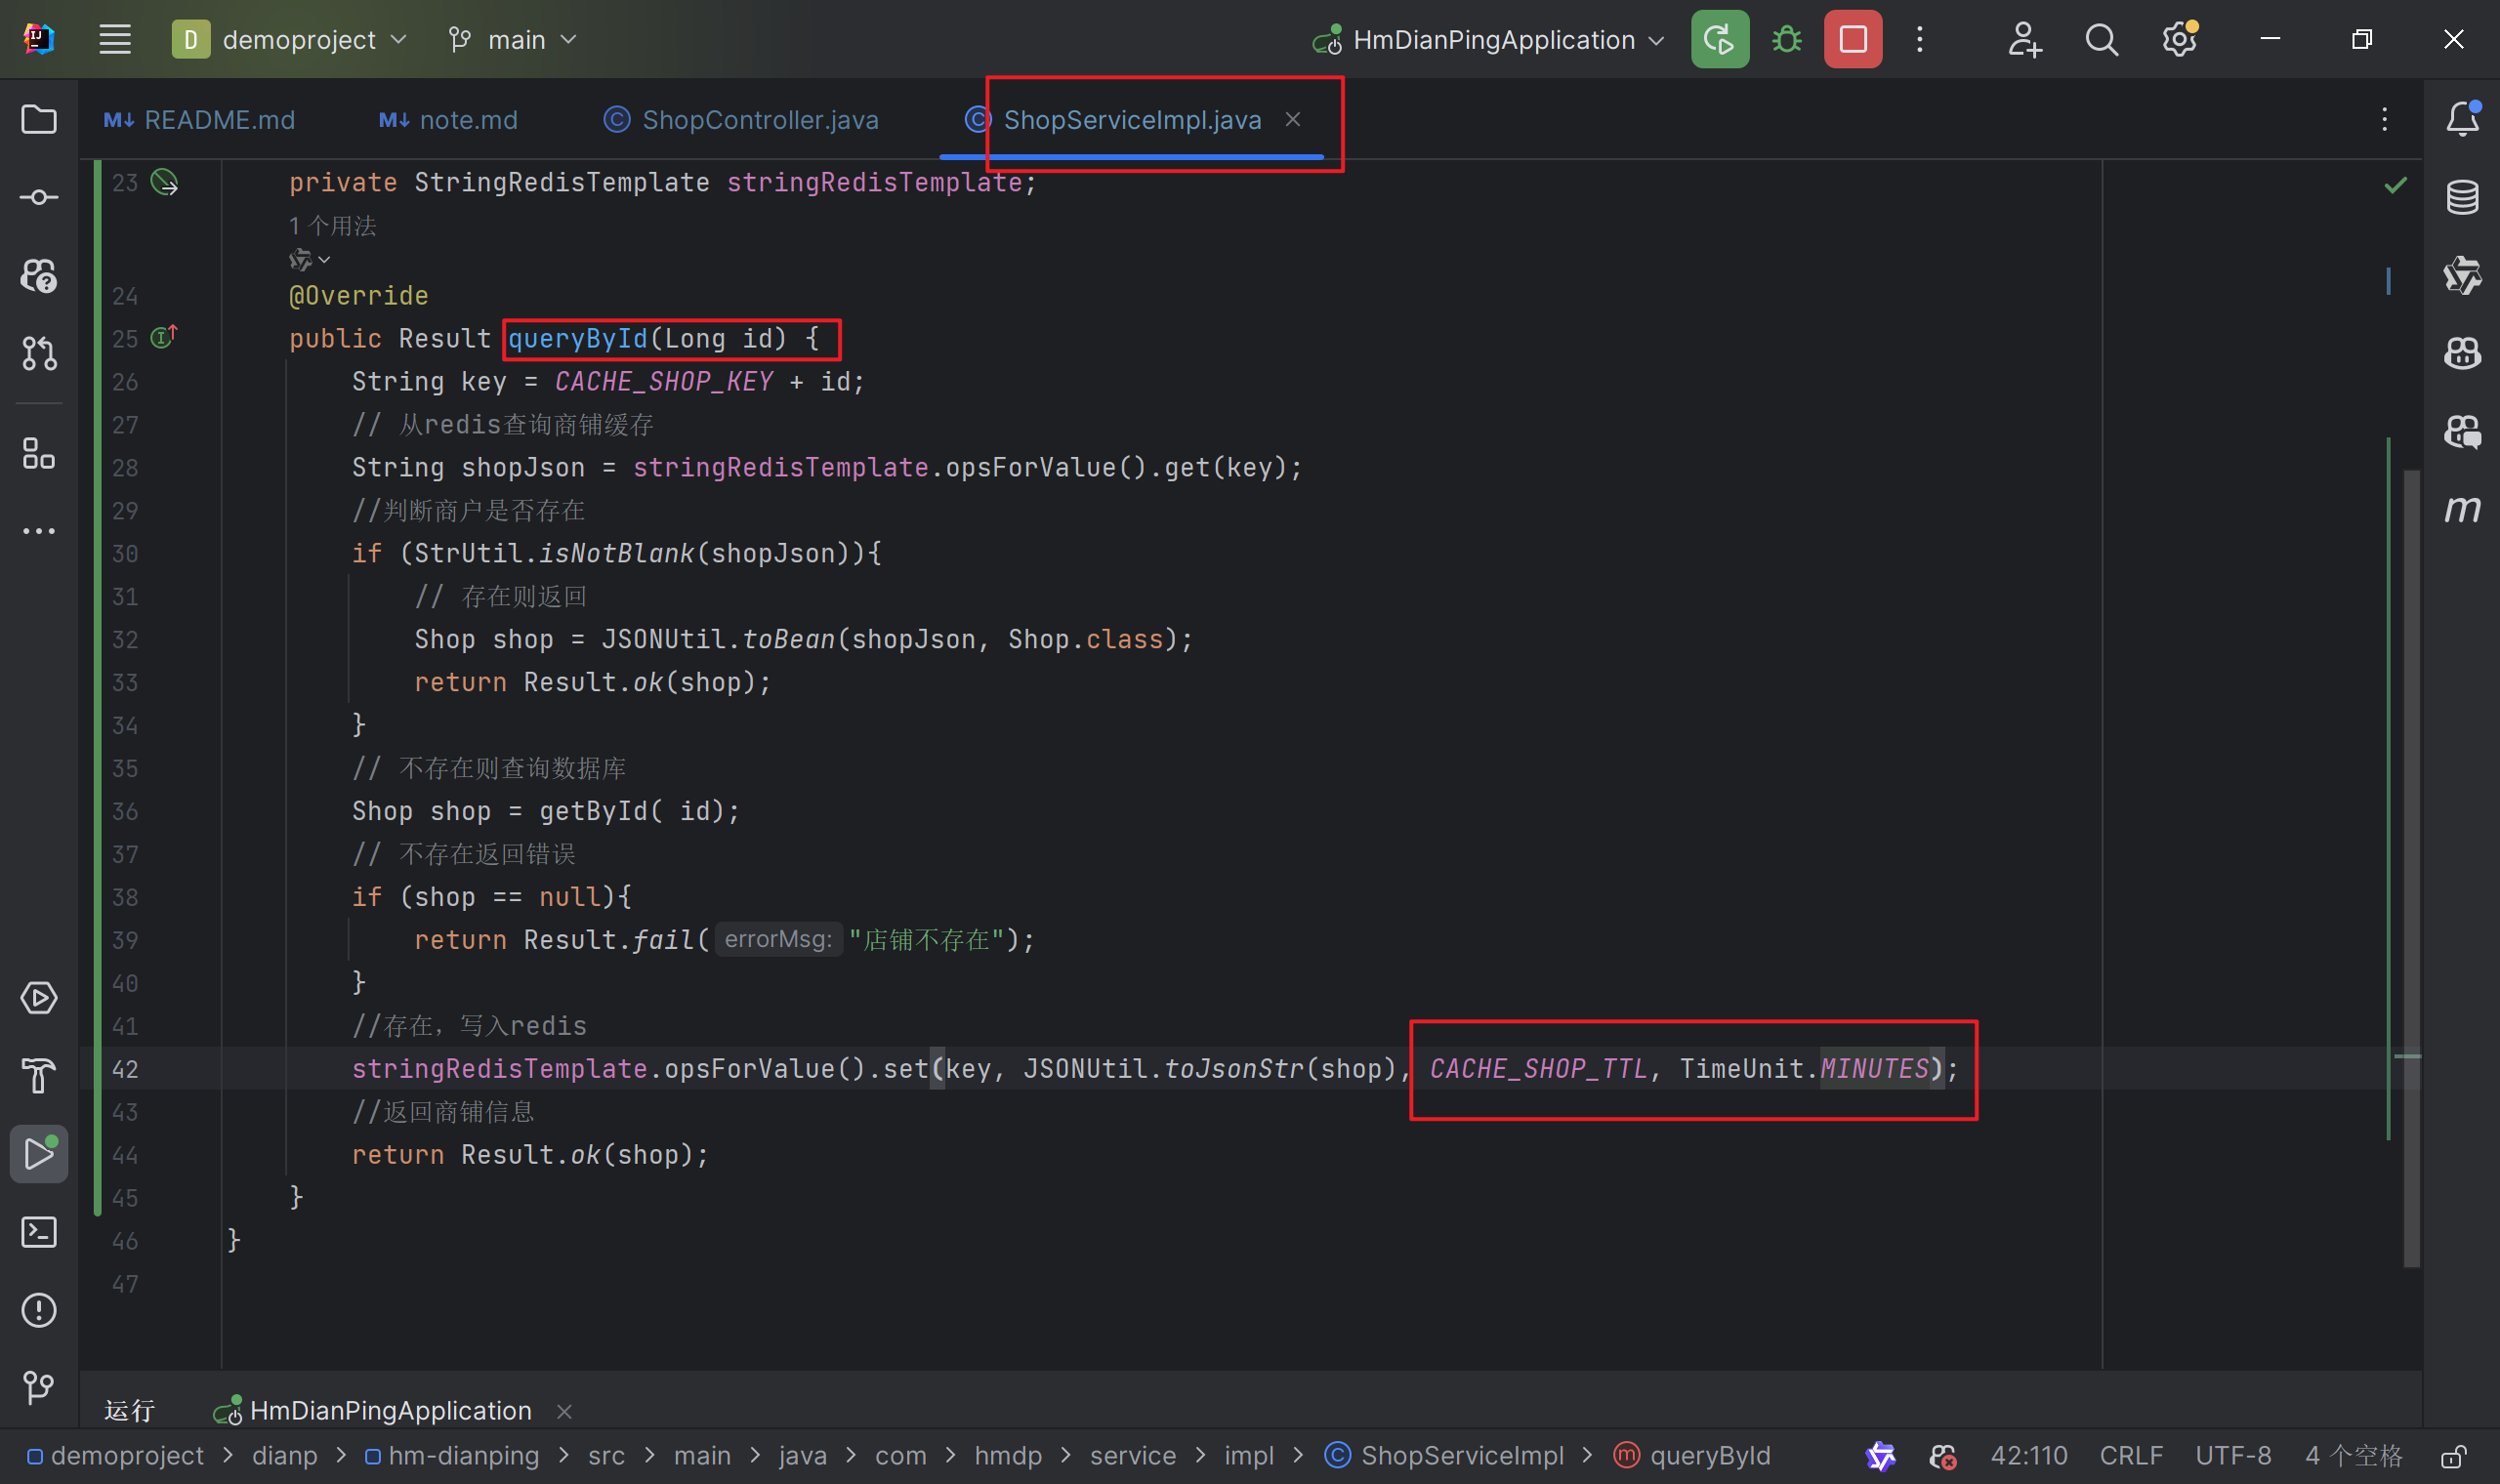 D demoproject main HmDianPingApplication
README.md note.md ShopController.java ShopServiceImpl.java
23 private StringRedisTemplate stringRedisTemplate;
1 个用法
24 @Override
25 public Result queryById(Long id) {
26 String key = CACHE_SHOP_KEY + id;
27 // 从redis查询商铺缓存
28 String shopJson = stringRedisTemplate.opsForValue().get(key);
29 //判断商户是否存在
30 if (StrUtil.isNotBlank(shopJson)){
31 // 存在则返回
32 Shop shop = JSONUtil.toBean(shopJson, Shop.class);
33 return Result.ok(shop);
34 }
35 // 不存在则查询数据库
36 Shop shop = getById( id);
37 // 不存在返回错误
38 if (shop == null){
39 return Result.fail( errorMsg: "店铺不存在");
40 }
41 //存在，写入redis
42 stringRedisTemplate.opsForValue().set(key, JSONUtil.toJsonStr(shop), CACHE_SHOP_TTL, TimeUnit.MINUTES);
43 //返回商铺信息
44 return Result.ok(shop);
45 }
46 }
47
运行 HmDianPingApplication
demoproject > dianp > hm-dianping > src > main > java > com > hmdp > service > impl > ShopServiceImpl > queryById 42:110 CRLF UTF-8 4 个空格